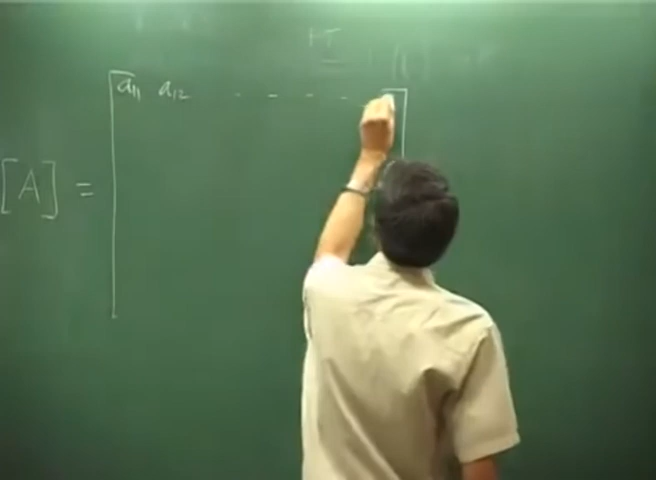 [A] = [a₁₁ a₁₂ - - - -